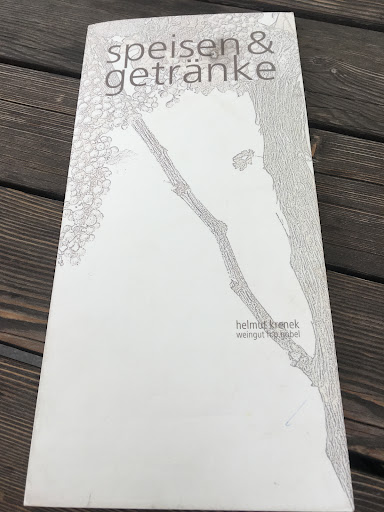 speisen &
getränke
helmut krenek
weingut